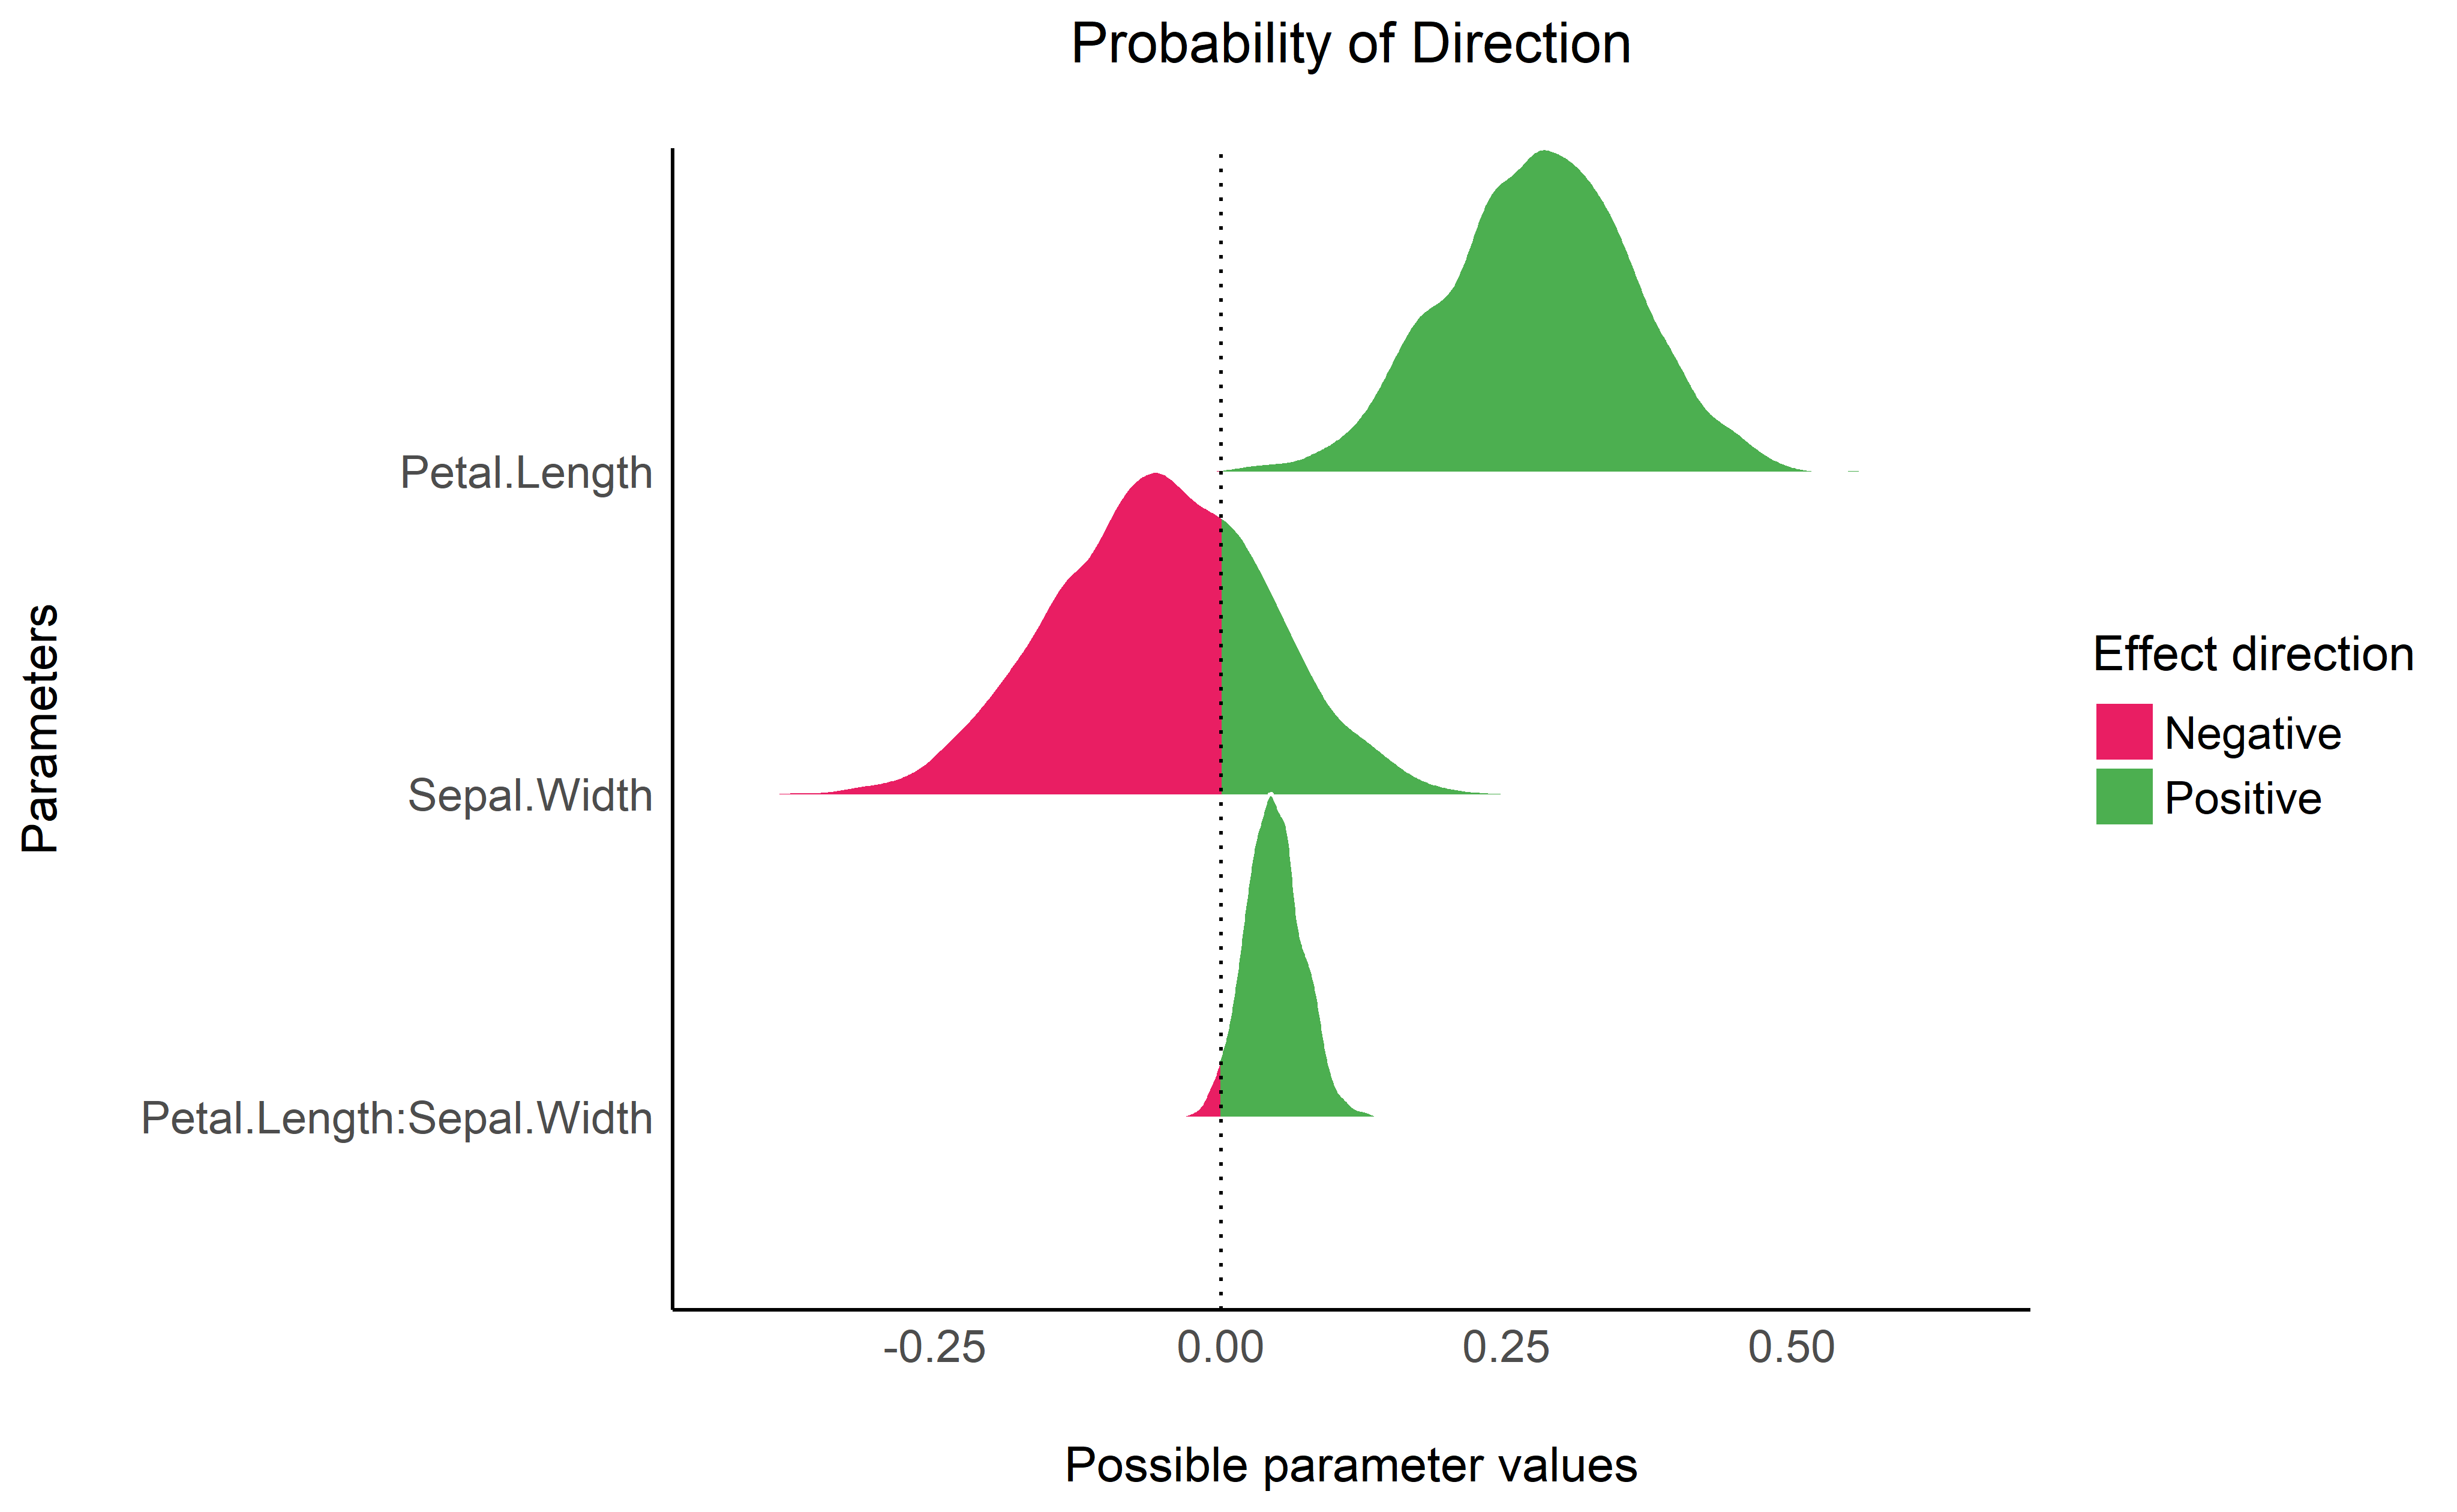 Probability of Direction
Parameters
Petal.Length
Sepal.Width
Petal.Length:Sepal.Width
-0.25
0.00
0.25
0.50
Possible parameter values
Effect direction
Negative
Positive